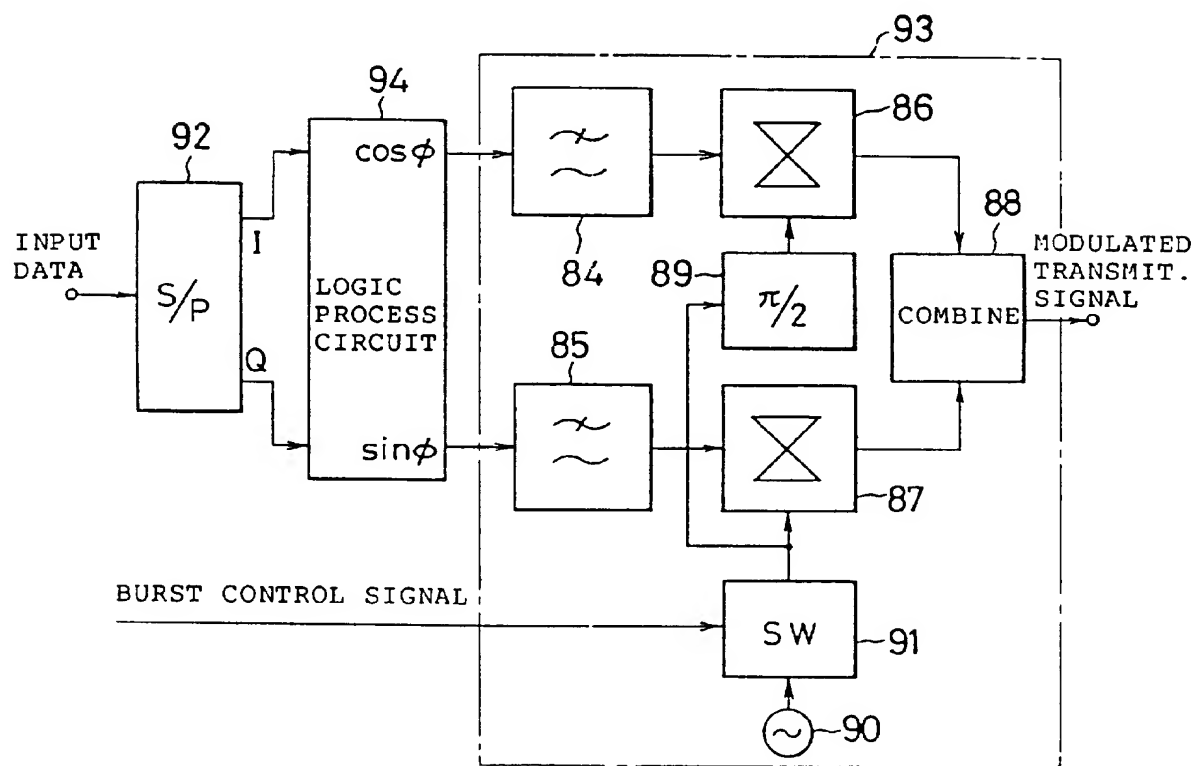 93
94
92
86
cosφ
S/P
I
Q
INPUT
DATA
LOGIC
PROCESS
CIRCUIT
84
88
MODULATED
TRANSMIT.
SIGNAL
89
π/2
COMBINE
85
sinφ
87
BURST CONTROL SIGNAL
SW
91
90